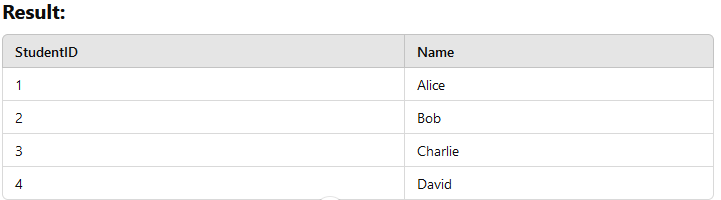 Result:
StudentID Name
1 Alice
2 Bob
3 Charlie
4 David